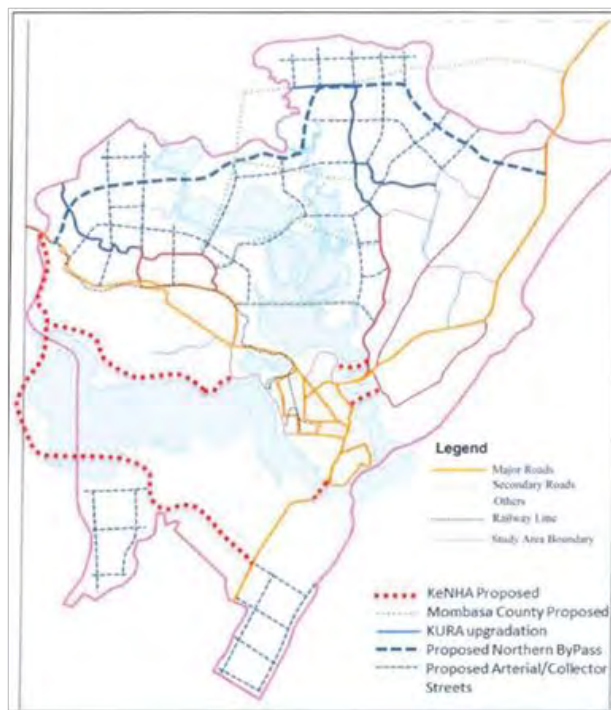 Legend
Major Roads
Secondary Roads
Others
Railway Line
Study Area Boundary
KeNHA Proposed
Mombasa County Proposed
KURA upgradation
Proposed Northern ByPass
Proposed Arterial/Collector
Streets